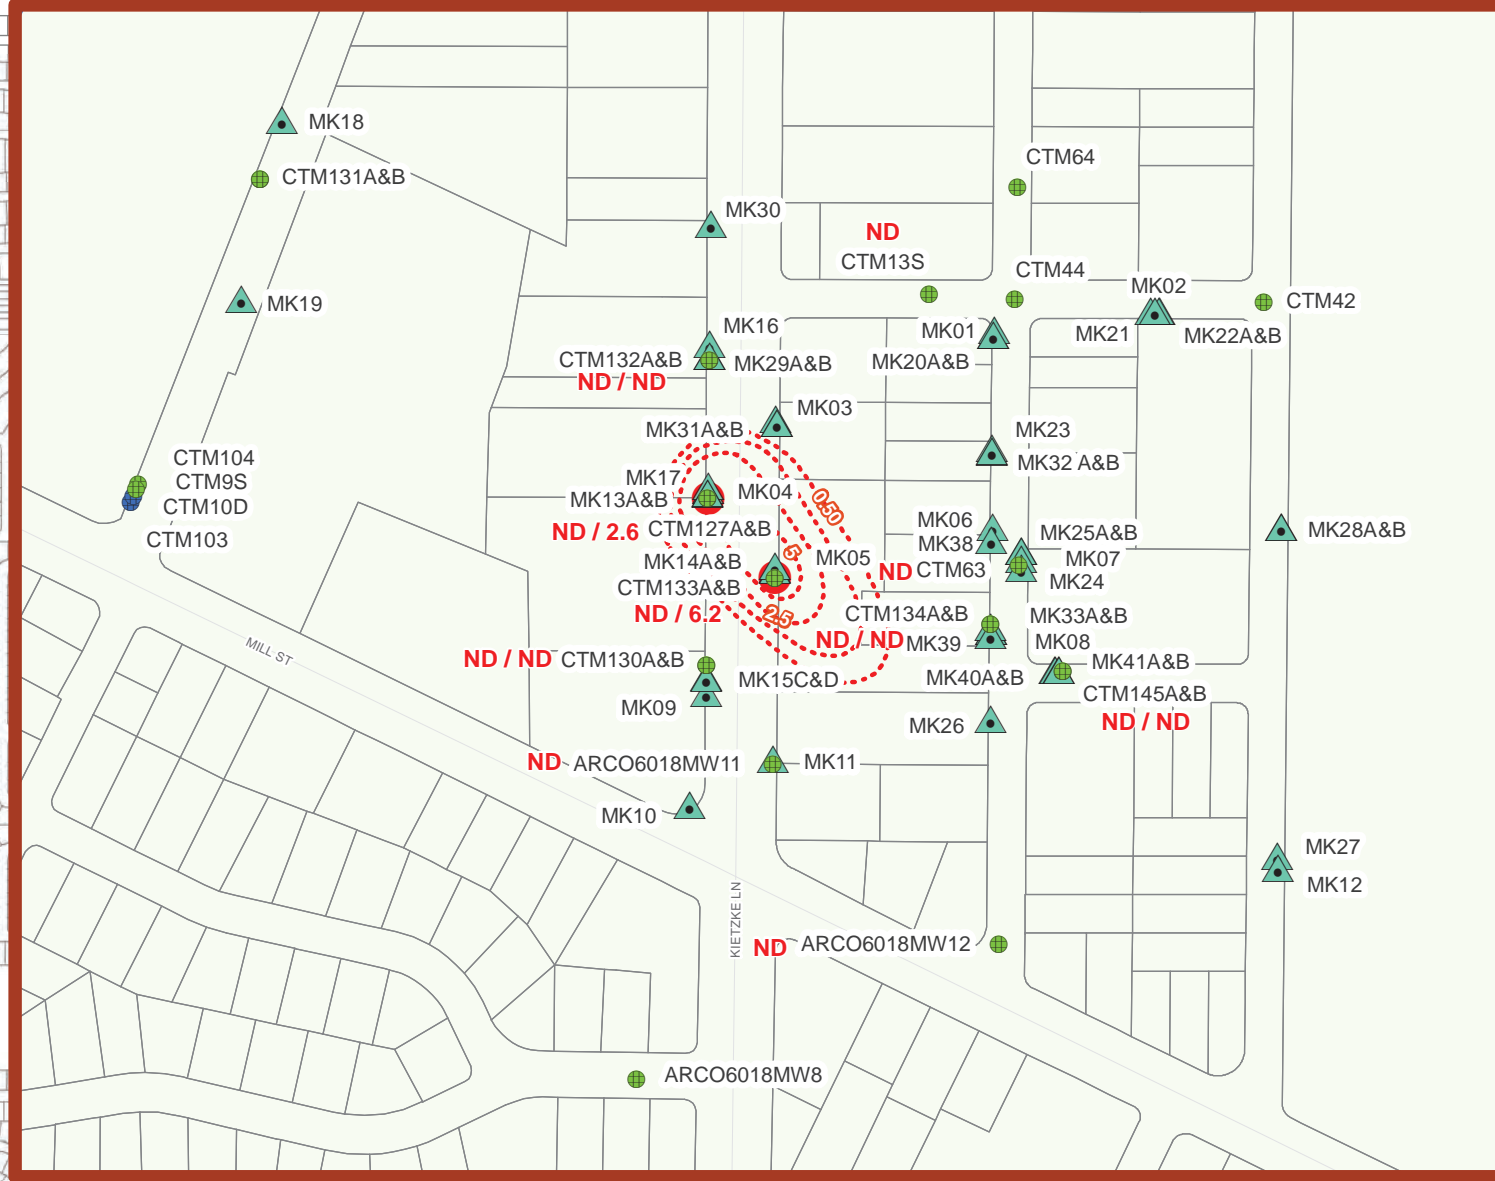 MK18
CTM131A&B
CTM64
MK30
ND
CTM13S
CTM44
MK02
MK19
CTM42
MK16
MK01
MK21
MK22A&B
CTM132A&B
MK29A&B
MK20A&B
ND / ND
MK03
MK31A&B
MK23
MK32 A&B
CTM104
CTM9S
CTM10D
CTM103
MK17
MK13A&B
MK04
0.50
ND / 2.6
CTM127A&B
MK06
MK38
MK25A&B
MK07
MK24
MK28A&B
5
MK14A&B
MK05
ND
CTM63
CTM133A&B
2.5
ND / 6.2
CTM134A&B
MK33A&B
ND / ND
MK39
MK08
MILL ST
ND / ND
CTM130A&B
MK15C&D
MK40A&B
MK41A&B
CTM145A&B
ND / ND
MK09
MK26
ND
ARCO6018MW11
MK11
MK10
MK27
MK12
KIETZKE LN
ND
ARCO6018MW12
ARCO6018MW8